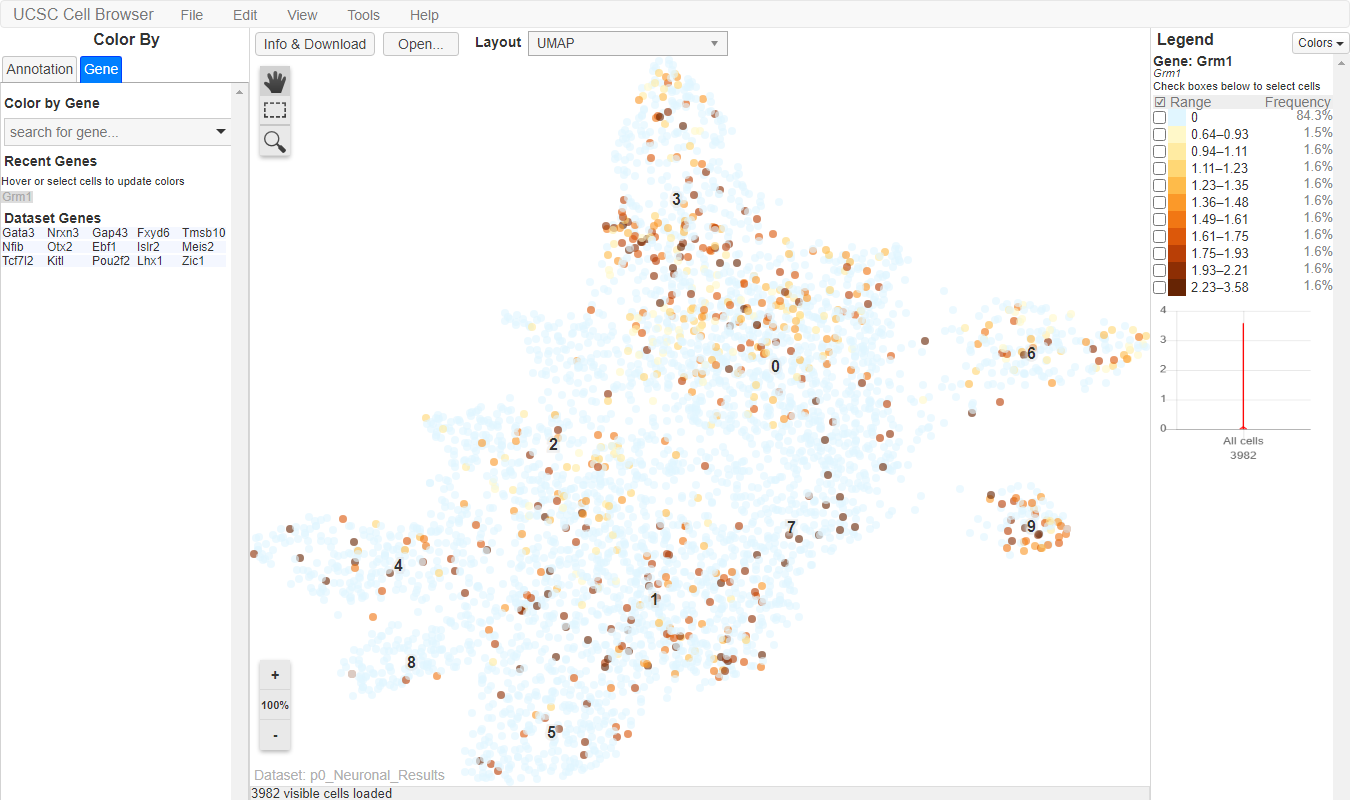 UCSC Cell Browser File Edit View Tools Help
Color By
Annotation Gene
Color by Gene
search for gene...
Recent Genes
Hover or select cells to update colors
Grm1
Dataset Genes
Gata3 Nrxn3 Gap43 Fxyd6 Tmsb10
Nfib Otx2 Ebf1 Islr2 Meis2
Tcf7l2 Kitl Pou2f2 Lhx1 Zic1
Info & Download Open... Layout UMAP
3
0
6
2
9
7
4
1
8
5
+
100%
-
Dataset: p0_Neuronal_Results
3982 visible cells loaded
Legend Colors
Gene: Grm1
Grm1
Check boxes below to select cells
Range Frequency
0 84.3%
0.64–0.93 1.5%
0.94–1.11 1.6%
1.11–1.23 1.6%
1.23–1.35 1.6%
1.36–1.48 1.6%
1.49–1.61 1.6%
1.61–1.75 1.6%
1.75–1.93 1.6%
1.93–2.21 1.6%
2.23–3.58 1.6%
4
3
2
1
0
All cells
3982